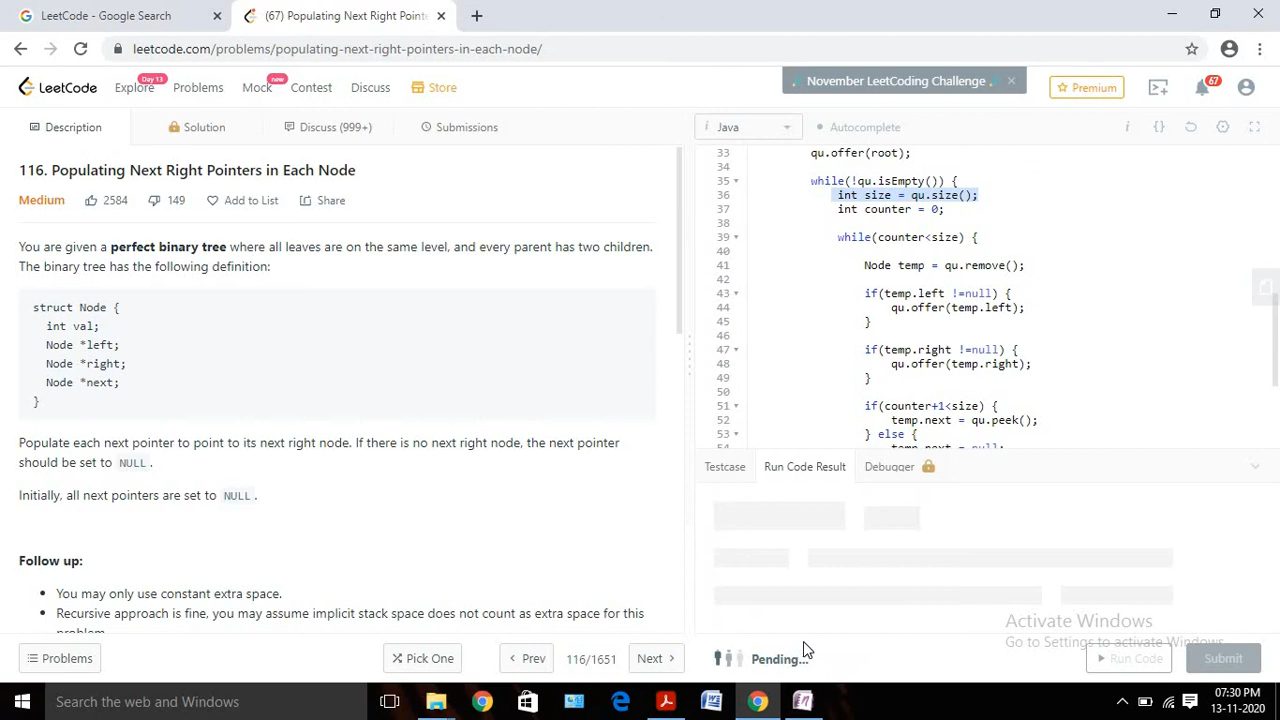 LeetCode - Google Search
(67) Populating Next Right Pointe
leetcode.com/problems/populating-next-right-pointers-in-each-node/
LeetCode
Explore
Day 13
Problems
Mock
new
Contest
Discuss
Store
November LeetCoding Challenge
Premium
67
Description
Solution
Discuss (999+)
Submissions
116. Populating Next Right Pointers in Each Node
Medium 2584 149 Add to List Share
You are given a perfect binary tree where all leaves are on the same level, and every parent has two children.
The binary tree has the following definition:
struct Node {
int val;
Node *left;
Node *right;
Node *next;
}
Populate each next pointer to point to its next right node. If there is no next right node, the next pointer
should be set to NULL.
Initially, all next pointers are set to NULL.
Follow up:
• You may only use constant extra space.
• Recursive approach is fine, you may assume implicit stack space does not count as extra space for this
problem.
Problems
Pick One
Prev
116/1651
Next
i Java
Autocomplete
i {}
33 qu.offer(root);
34
35 while(!qu.isEmpty()) {
36 int size = qu.size();
37 int counter = 0;
38
39 while(counter<size) {
40
41 Node temp = qu.remove();
42
43 if(temp.left !=null) {
44 qu.offer(temp.left);
45 }
46
47 if(temp.right !=null) {
48 qu.offer(temp.right);
49 }
50
51 if(counter+1<size) {
52 temp.next = qu.peek();
53 } else {
54 temp.next = null;
Testcase
Run Code Result
Debugger
Activate Windows
Go to Settings to activate Windows.
Pending...
Run Code
Submit
Search the web and Windows
07:30 PM
13-11-2020